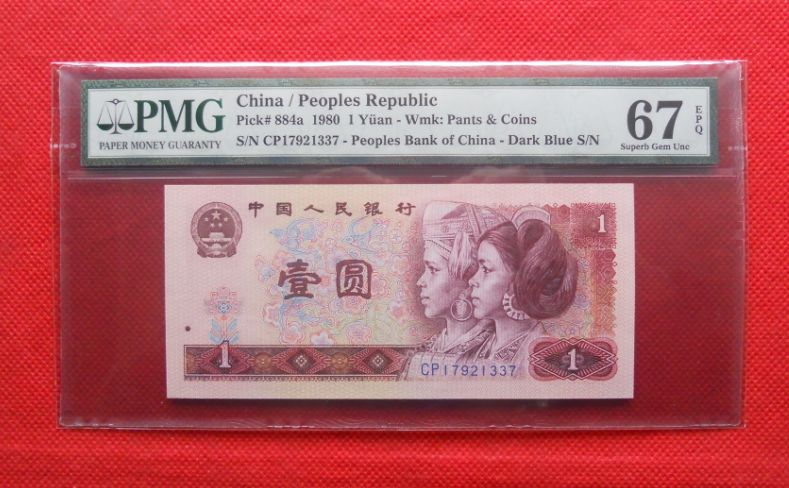 PMG
PAPER MONEY GUARANTY
China / Peoples Republic
Pick# 884a 1980 1 Yüan - Wmk: Pants & Coins
S/N CP17921337 - Peoples Bank of China - Dark Blue S/N
67
EPQ
Superb Gem Unc
中国人民银行
1
壹圆
1
1
CP17921337